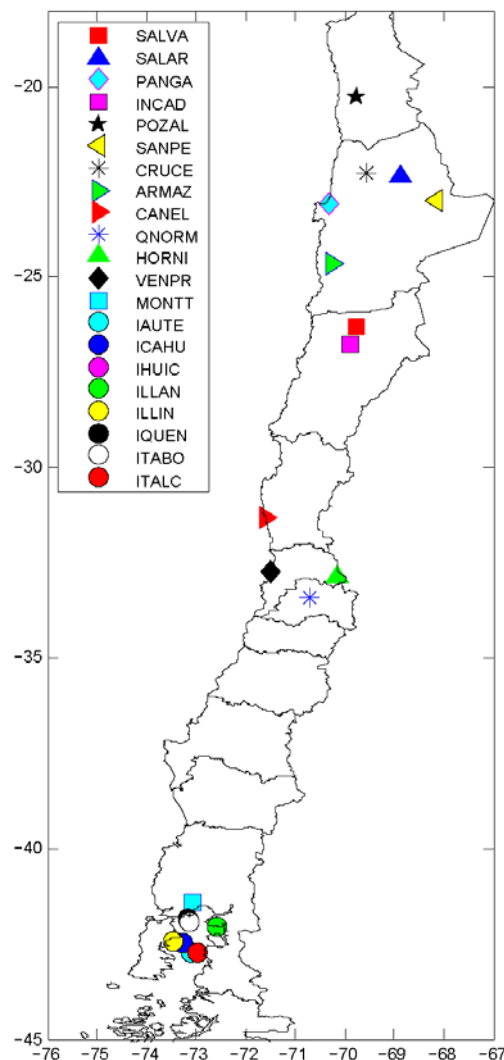 SALVA
SALAR
PANGA
INCAD
POZAL
SANPE
CRUCE
ARMAZ
CANEL
QNORM
HORNI
VENPR
MONTT
IAUTE
ICAHU
IHUIC
ILLAN
ILLIN
IQUEN
ITABO
ITALC
−20
−25
−30
−35
−40
−45
−76 −75 −74 −73 −72 −71 −70 −69 −68 −67